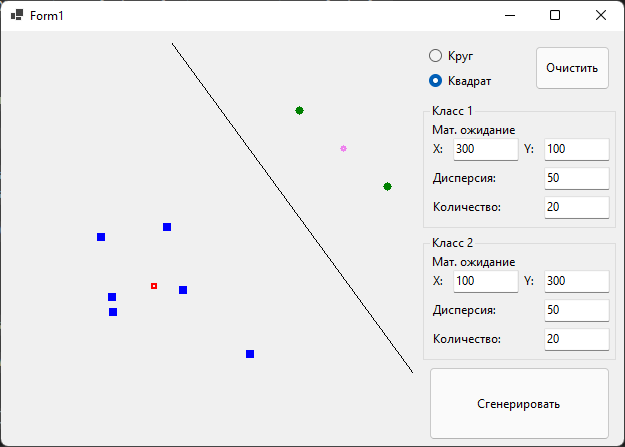 Form1
Круг
Квадрат
Очистить
Класс 1
Мат. ожидание
X: 300 Y: 100
Дисперсия: 50
Количество: 20
Класс 2
Мат. ожидание
X: 100 Y: 300
Дисперсия: 50
Количество: 20
Сгенерировать